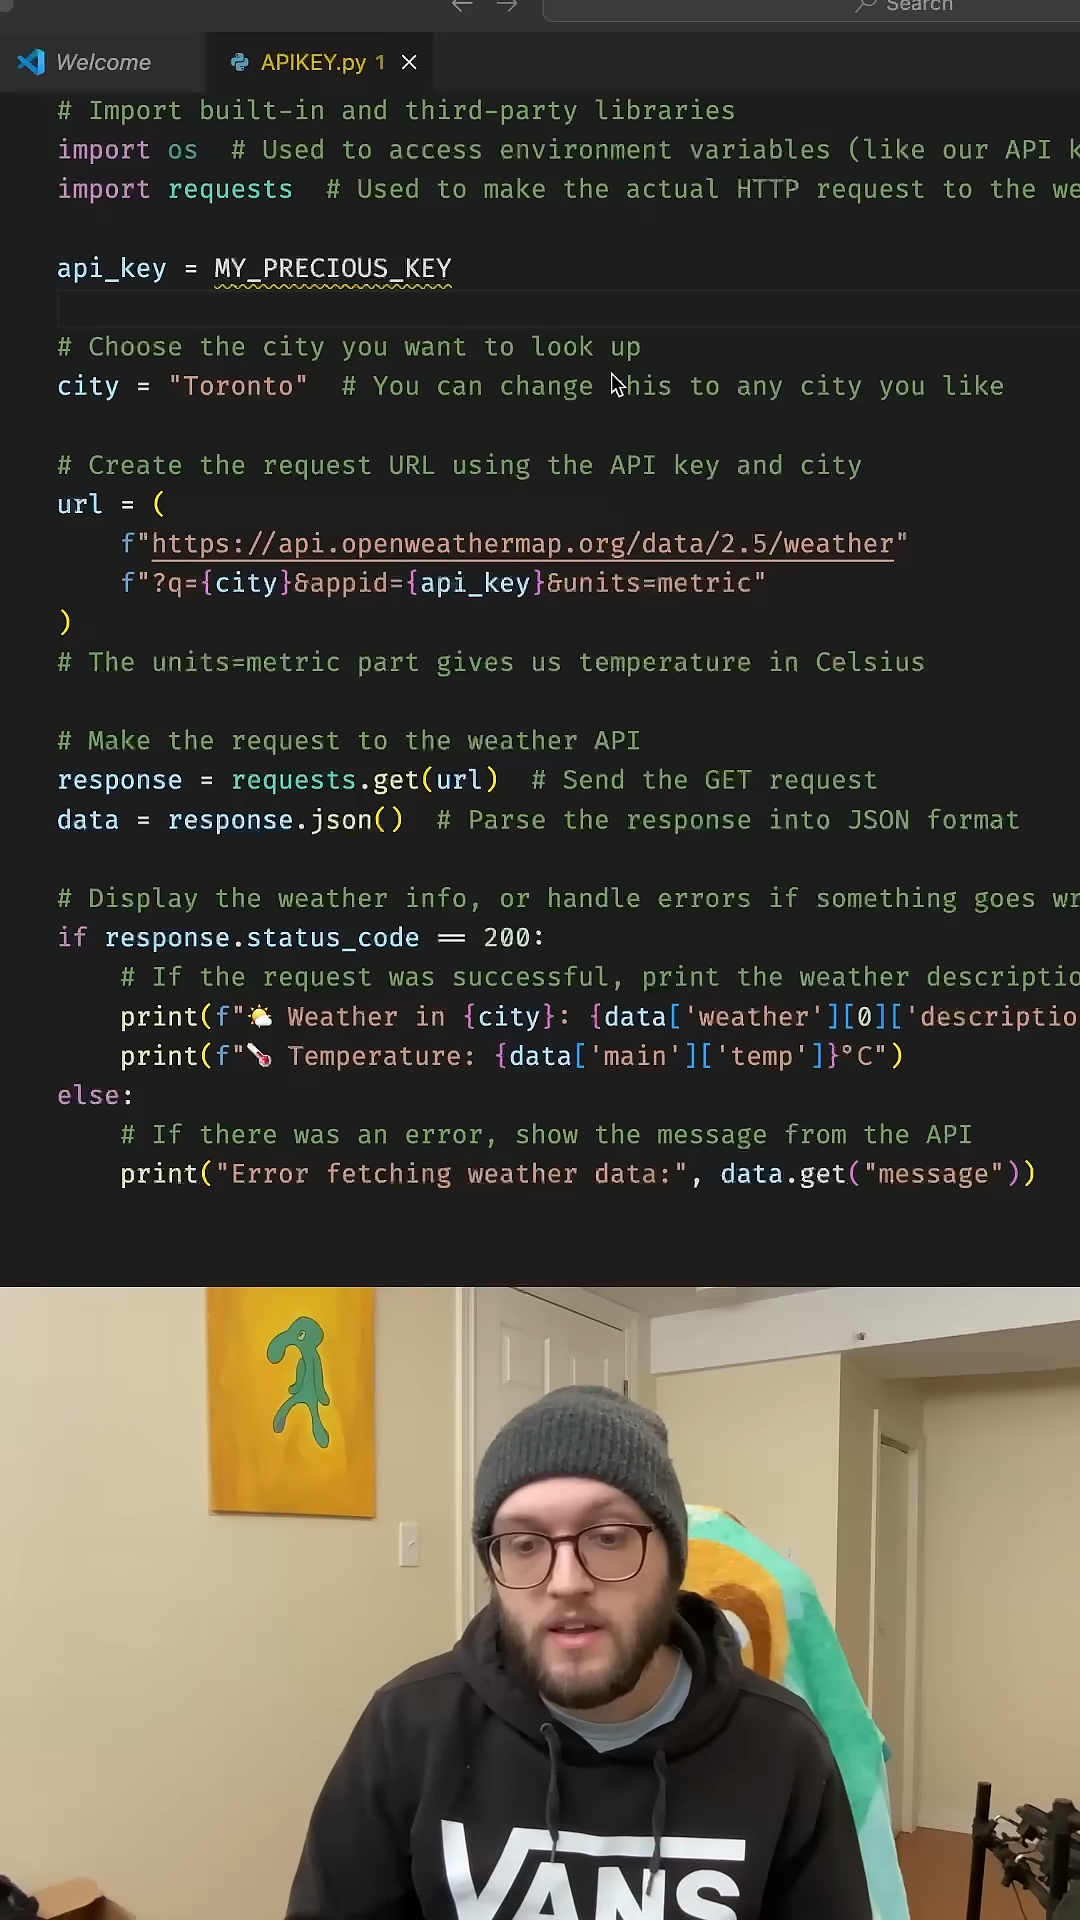 Search
Welcome
APIKEY.py 1
# Import built-in and third-party libraries
import os # Used to access environment variables (like our API k
import requests # Used to make the actual HTTP request to the we
api_key = MY_PRECIOUS_KEY
# Choose the city you want to look up
city = "Toronto" # You can change this to any city you like
# Create the request URL using the API key and city
url = (
f"https://api.openweathermap.org/data/2.5/weather"
f"?q={city}&appid={api_key}&units=metric"
)
# The units=metric part gives us temperature in Celsius
# Make the request to the weather API
response = requests.get(url) # Send the GET request
data = response.json() # Parse the response into JSON format
# Display the weather info, or handle errors if something goes wr
if response.status_code == 200:
# If the request was successful, print the weather descriptio
print(f"🌤️ Weather in {city}: {data['weather'][0]['descriptio
print(f"🌡️ Temperature: {data['main']['temp']}°C")
else:
# If there was an error, show the message from the API
print("Error fetching weather data:", data.get("message"))
VANS